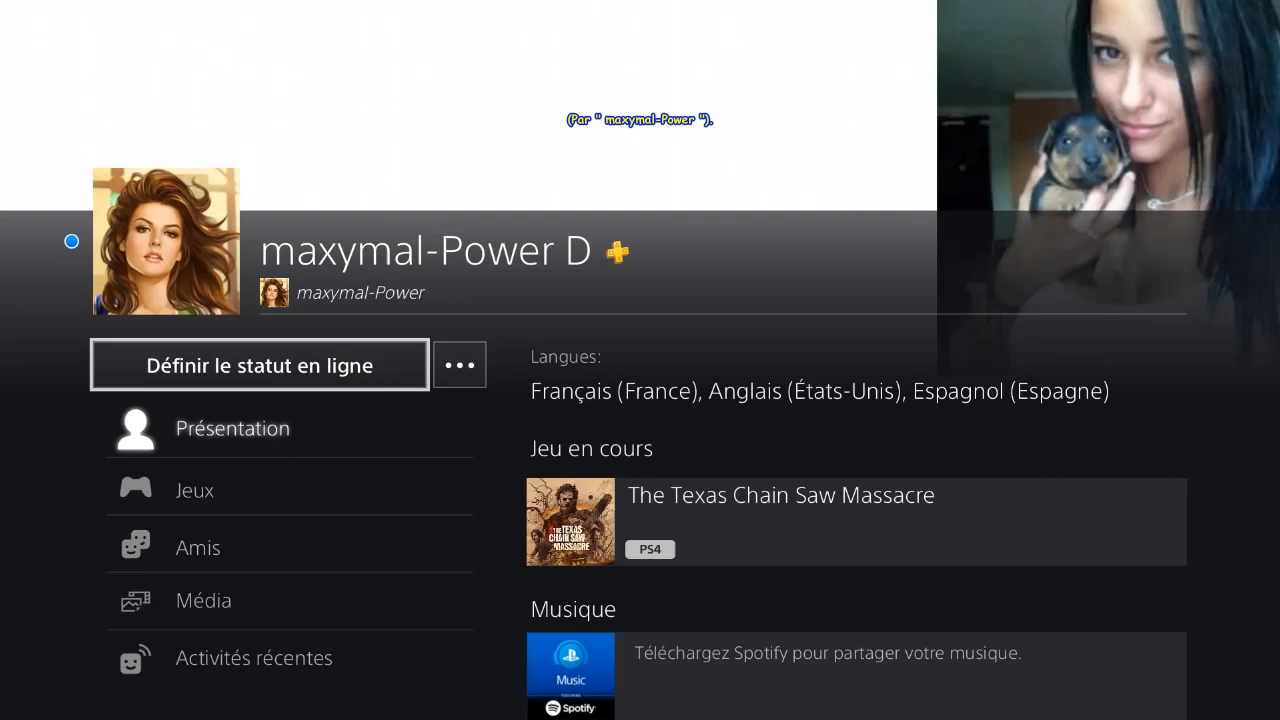 (Par " maxymal-Power ").
maxymal-Power D
maxymal-Power
Définir le statut en ligne
Présentation
Jeux
Amis
Média
Activités récentes
Langues:
Français (France), Anglais (États-Unis), Espagnol (Espagne)
Jeu en cours
The Texas Chain Saw Massacre
THE TEXAS
CHAIN SAW
MASSACRE
PS4
Musique
Téléchargez Spotify pour partager votre musique.
Music
Spotify